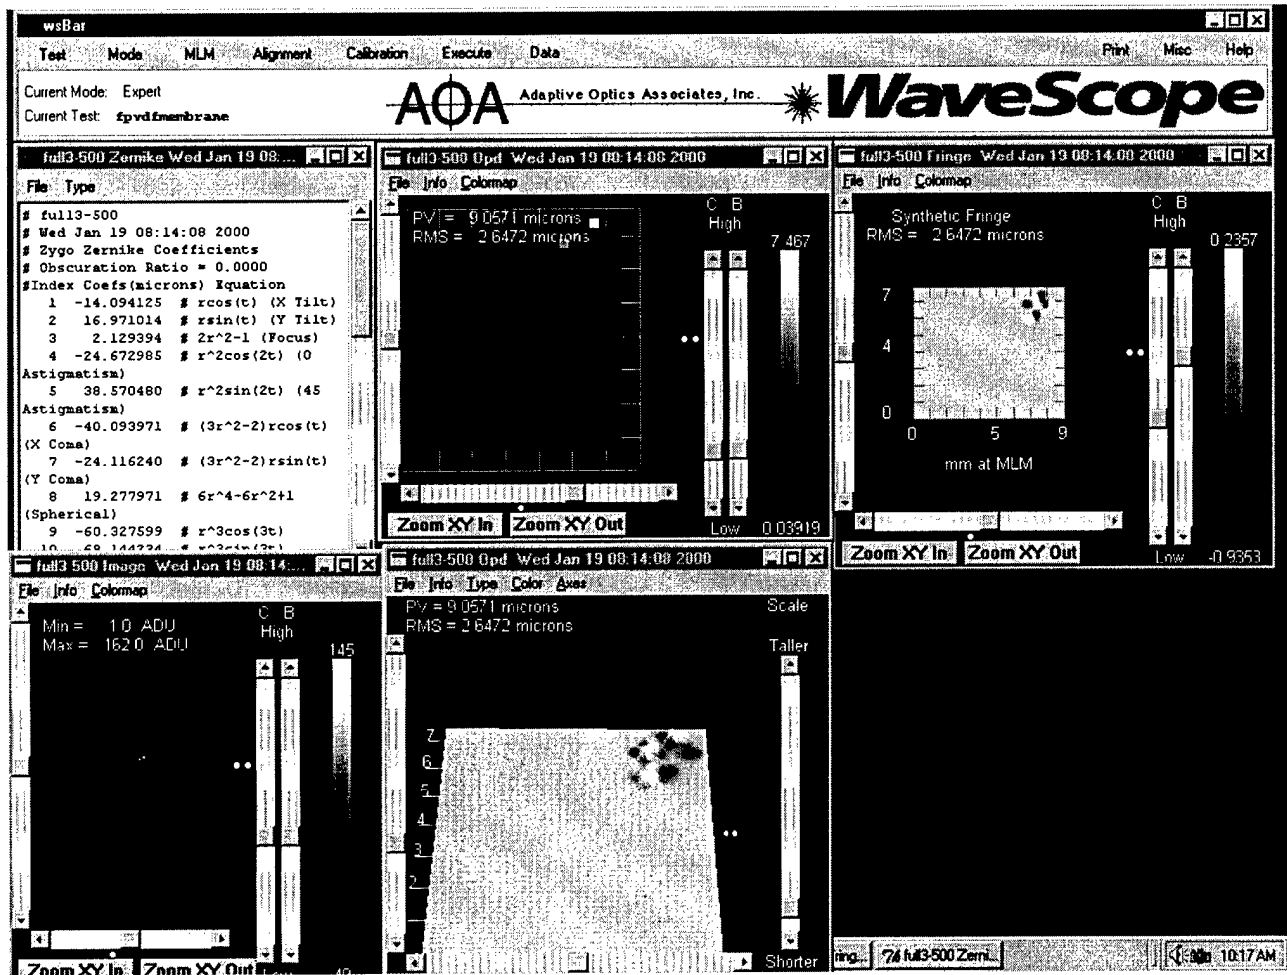 wsBar
Test Mode MLM Alignment Calibration Execute Data Print Misc Help
Current Mode: Expert
Current Test: fpvdfmembrane
AOA Adaptive Optics Associates, Inc. WaveScope
full3-500 Zernike Wed Jan 19 08:...
File Type
# full3-500
# Wed Jan 19 08:14:08 2000
# Zygo Zernike Coefficients
# Obscuration Ratio = 0.0000
#Index Coefs(microns) Equation
1 -14.094125 # rcos(t) (X Tilt)
2 16.971014 # rsin(t) (Y Tilt)
3 2.129394 # 2r^2-1 (Focus)
4 -24.672985 # r^2cos(2t) (0
Astigmatism)
5 38.570480 # r^2sin(2t) (45
Astigmatism)
6 -40.093971 # (3r^2-2)rcos(t)
(X Coma)
7 -24.116240 # (3r^2-2)rsin(t)
(Y Coma)
8 19.277971 # 6r^4-6r^2+1
(Spherical)
9 -60.327599 # r^3cos(3t)
full3-500 Opd Wed Jan 19 08:14:08 2000
File Info Colormap
PV = 9.0571 microns
RMS = 2.6472 microns
C B
High
7.467
Zoom XY In Zoom XY Out
Low 0.03919
full3-500 Fringe Wed Jan 19 08:14:08 2000
File Info Colormap
Synthetic Fringe
RMS = 2.6472 microns
C B
High
0.2357
7
4
0
0 5 9
mm at MLM
Zoom XY In Zoom XY Out
Low -0.9353
full3-500 Image Wed Jan 19 08:14:...
File Info Colormap
Min = 1.0 ADU
Max = 162.0 ADU
C B
High
145
Zoom XY In Zoom XY Out
full3-500 Opd Wed Jan 19 08:14:08 2000
File Info Type Color Axes
PV = 9.0571 microns
RMS = 2.6472 microns
Scale
Taller
7
6
5
4
3
2
Shorter
ring... full3-500 Zerni... 10:17 AM